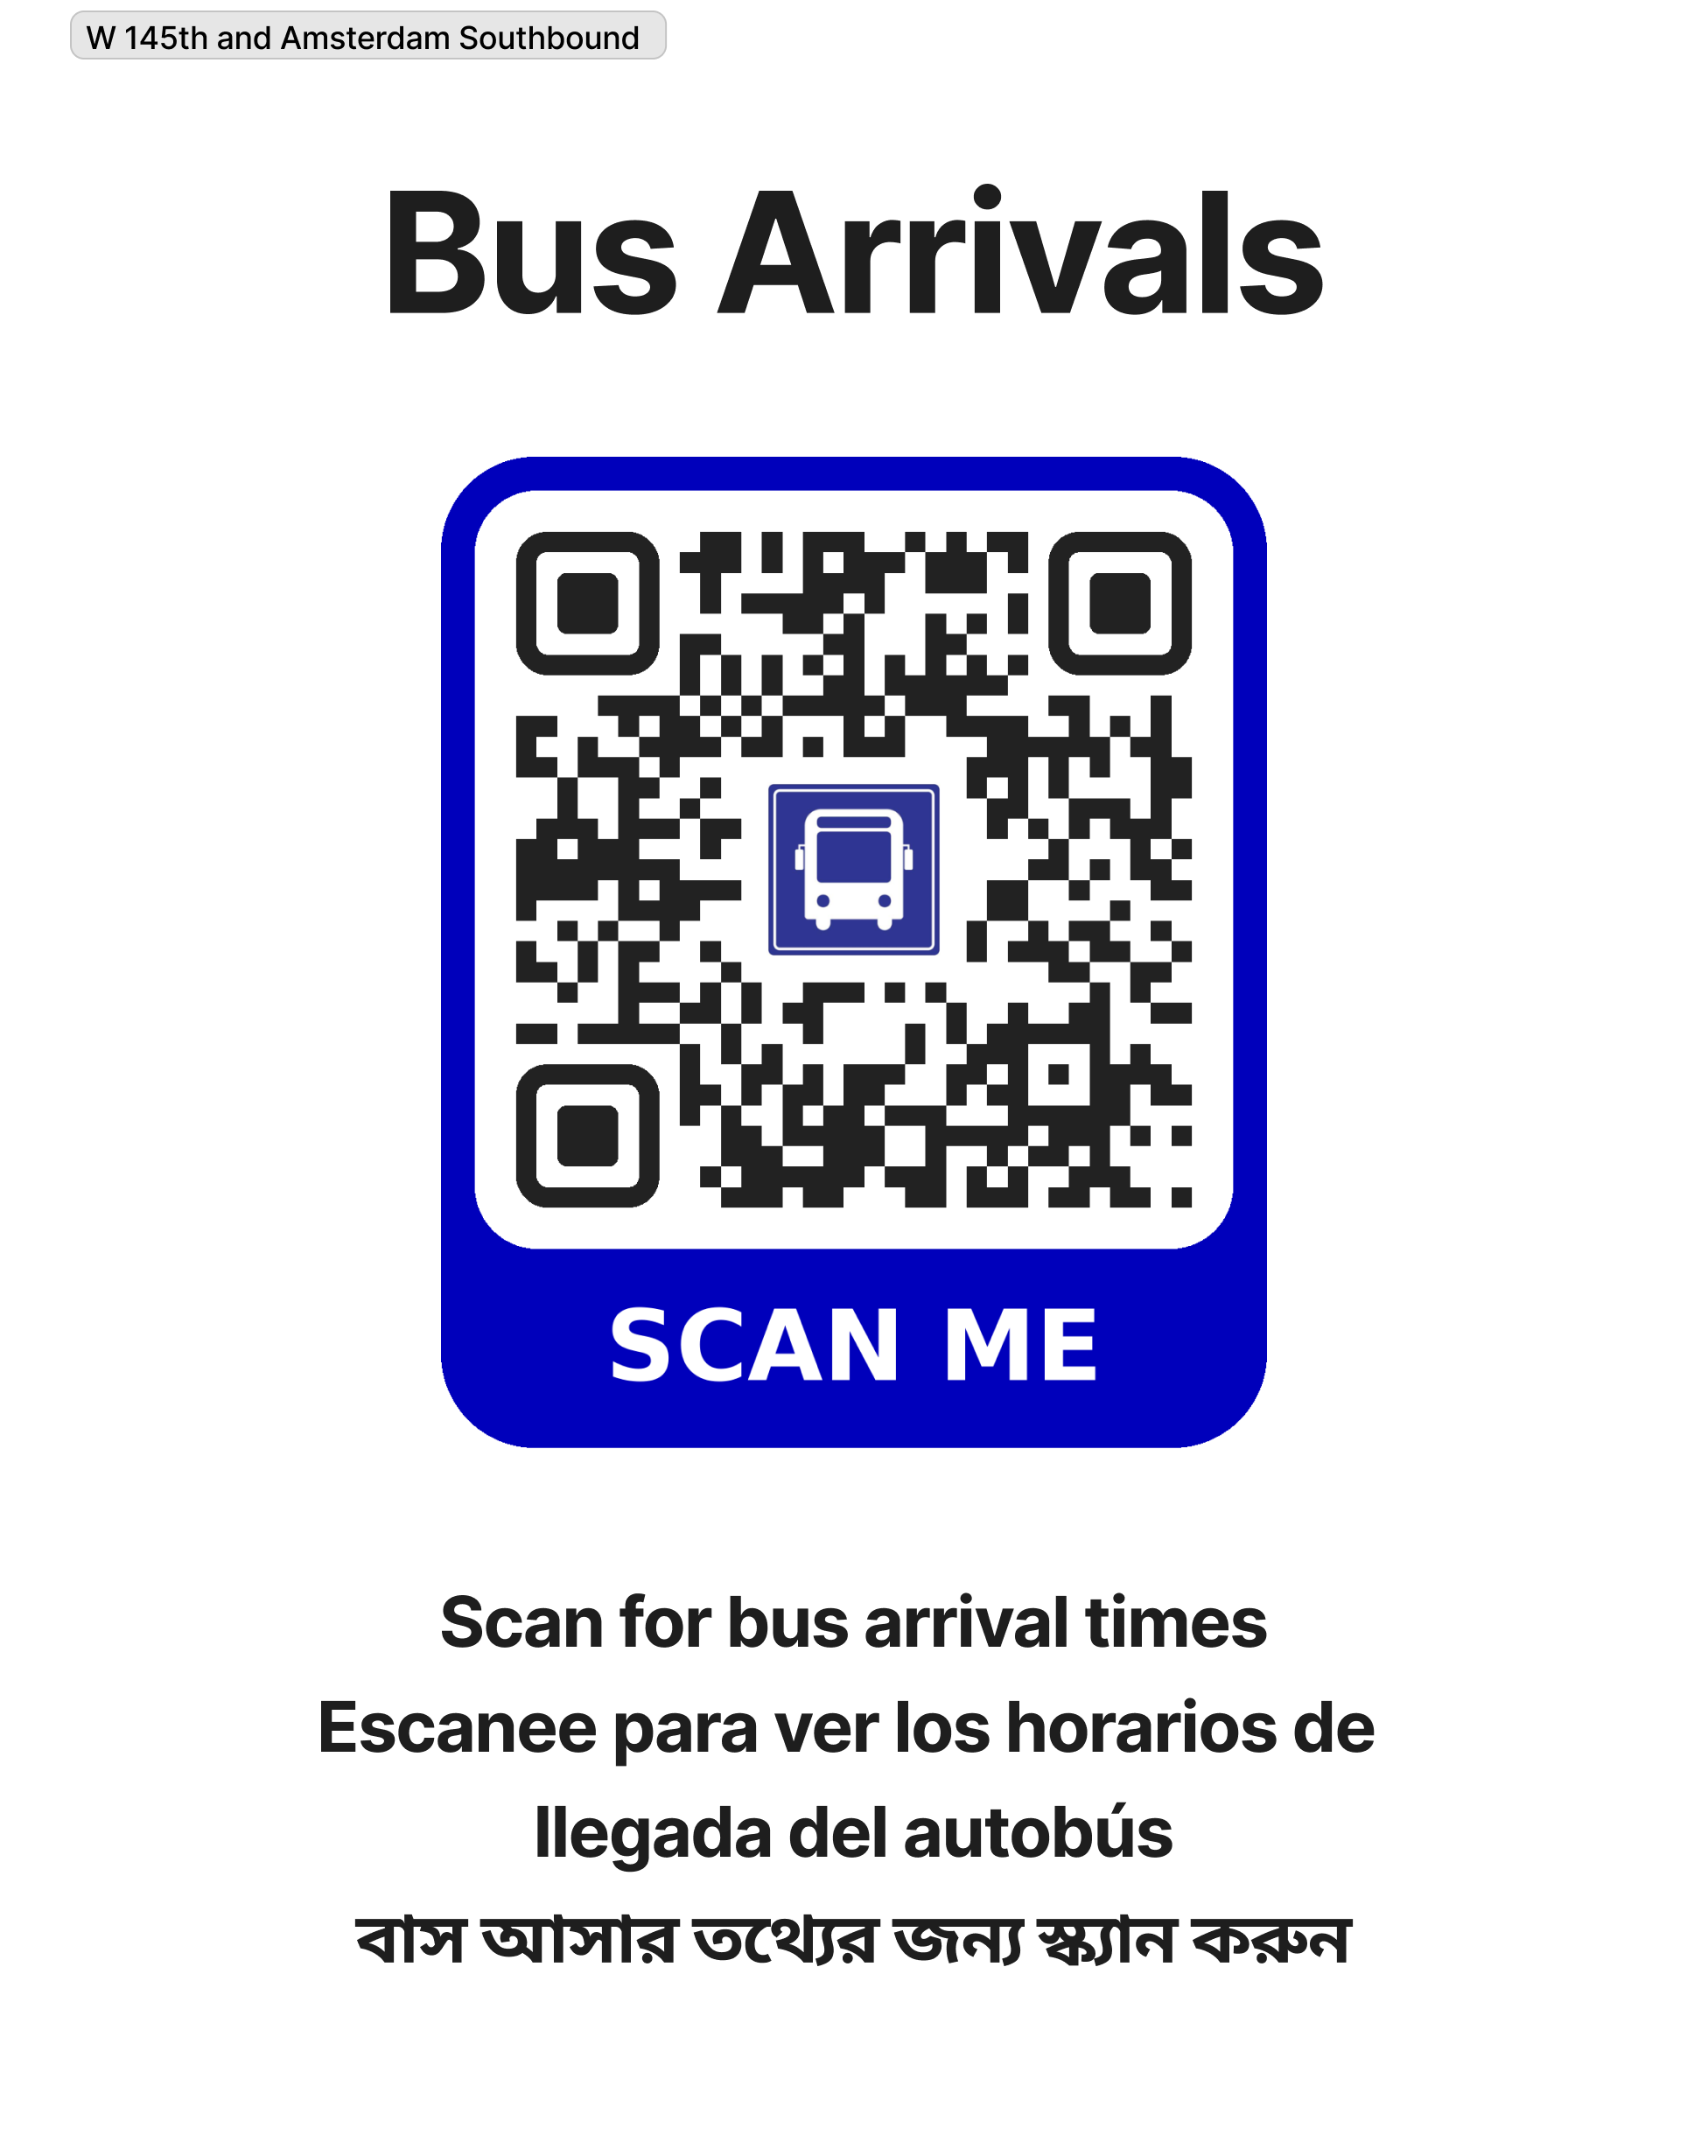 W 145th and Amsterdam Southbound
Bus Arrivals
SCAN ME
Scan for bus arrival times
Escanee para ver los horarios de
llegada del autobús
বাস আসার তথ্যের জন্য স্ক্যান করুন